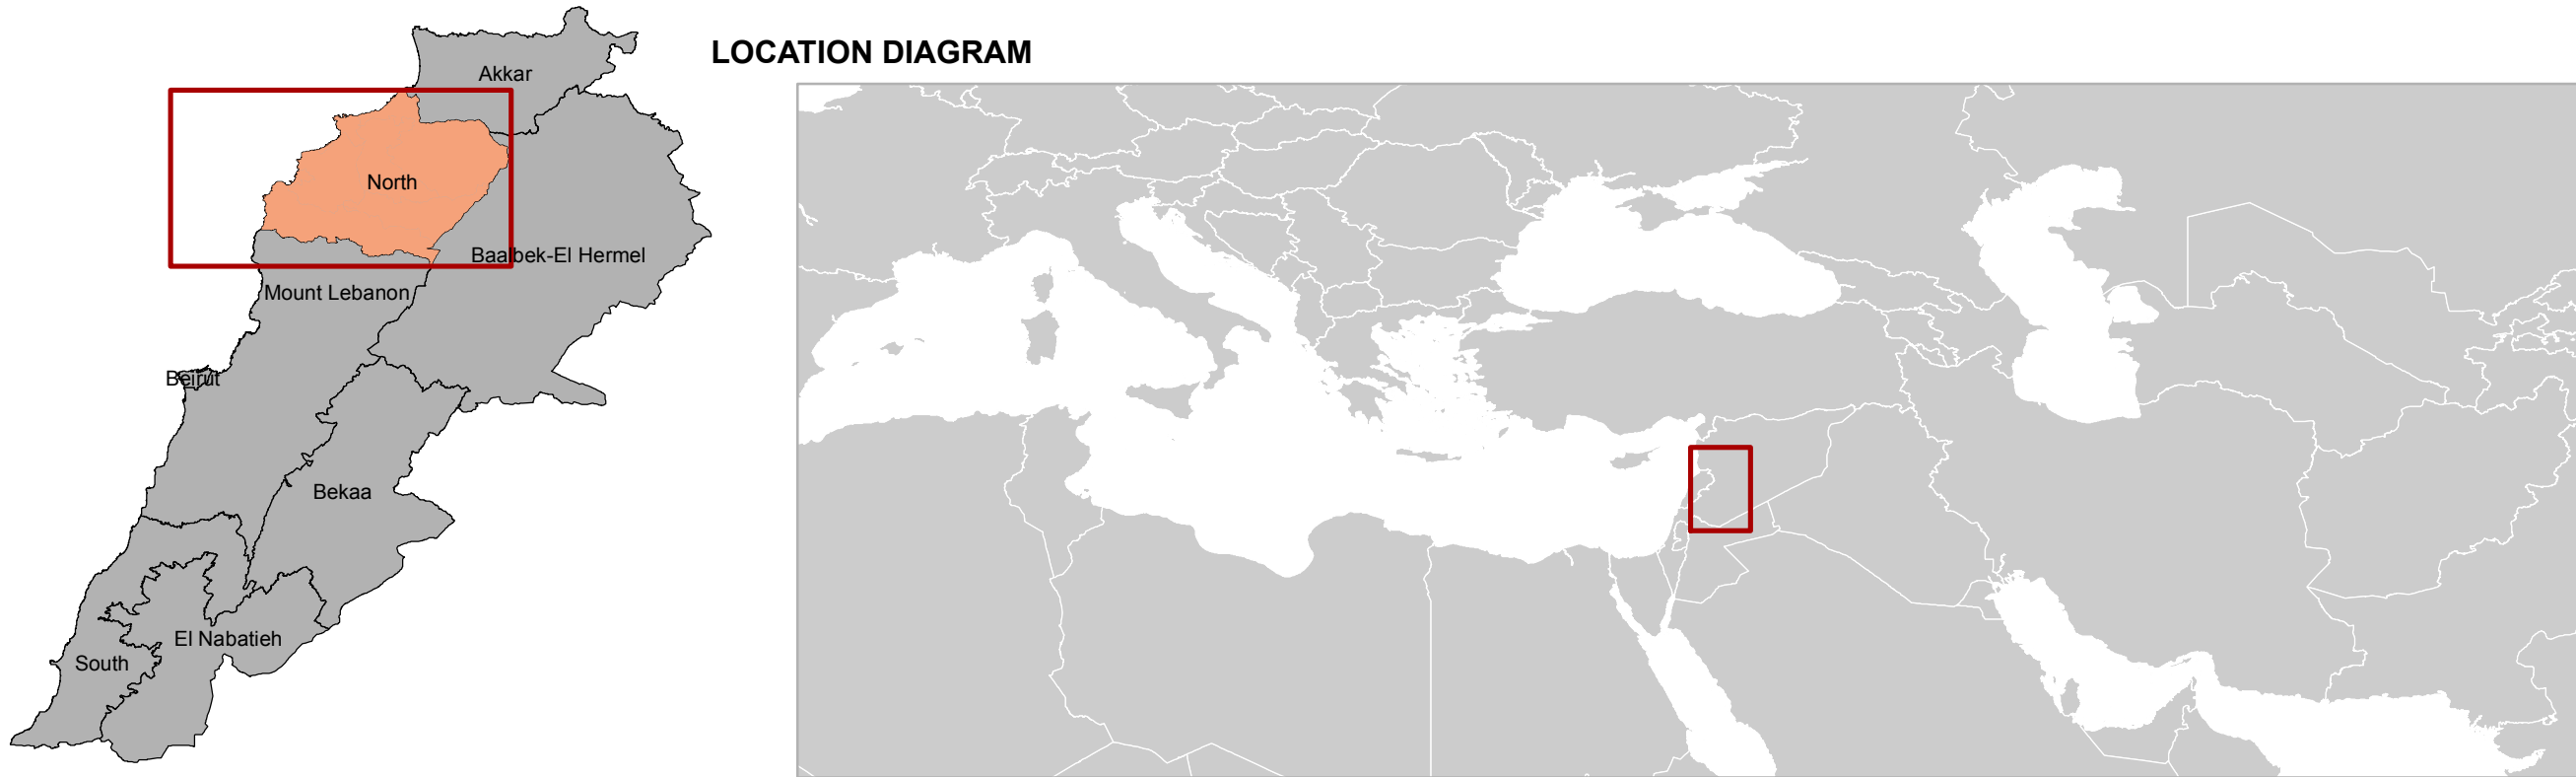 LOCATION DIAGRAM
Akkar
North
Baalbek-El Hermel
Mount Lebanon
Beirut
Bekaa
El Nabatieh
South